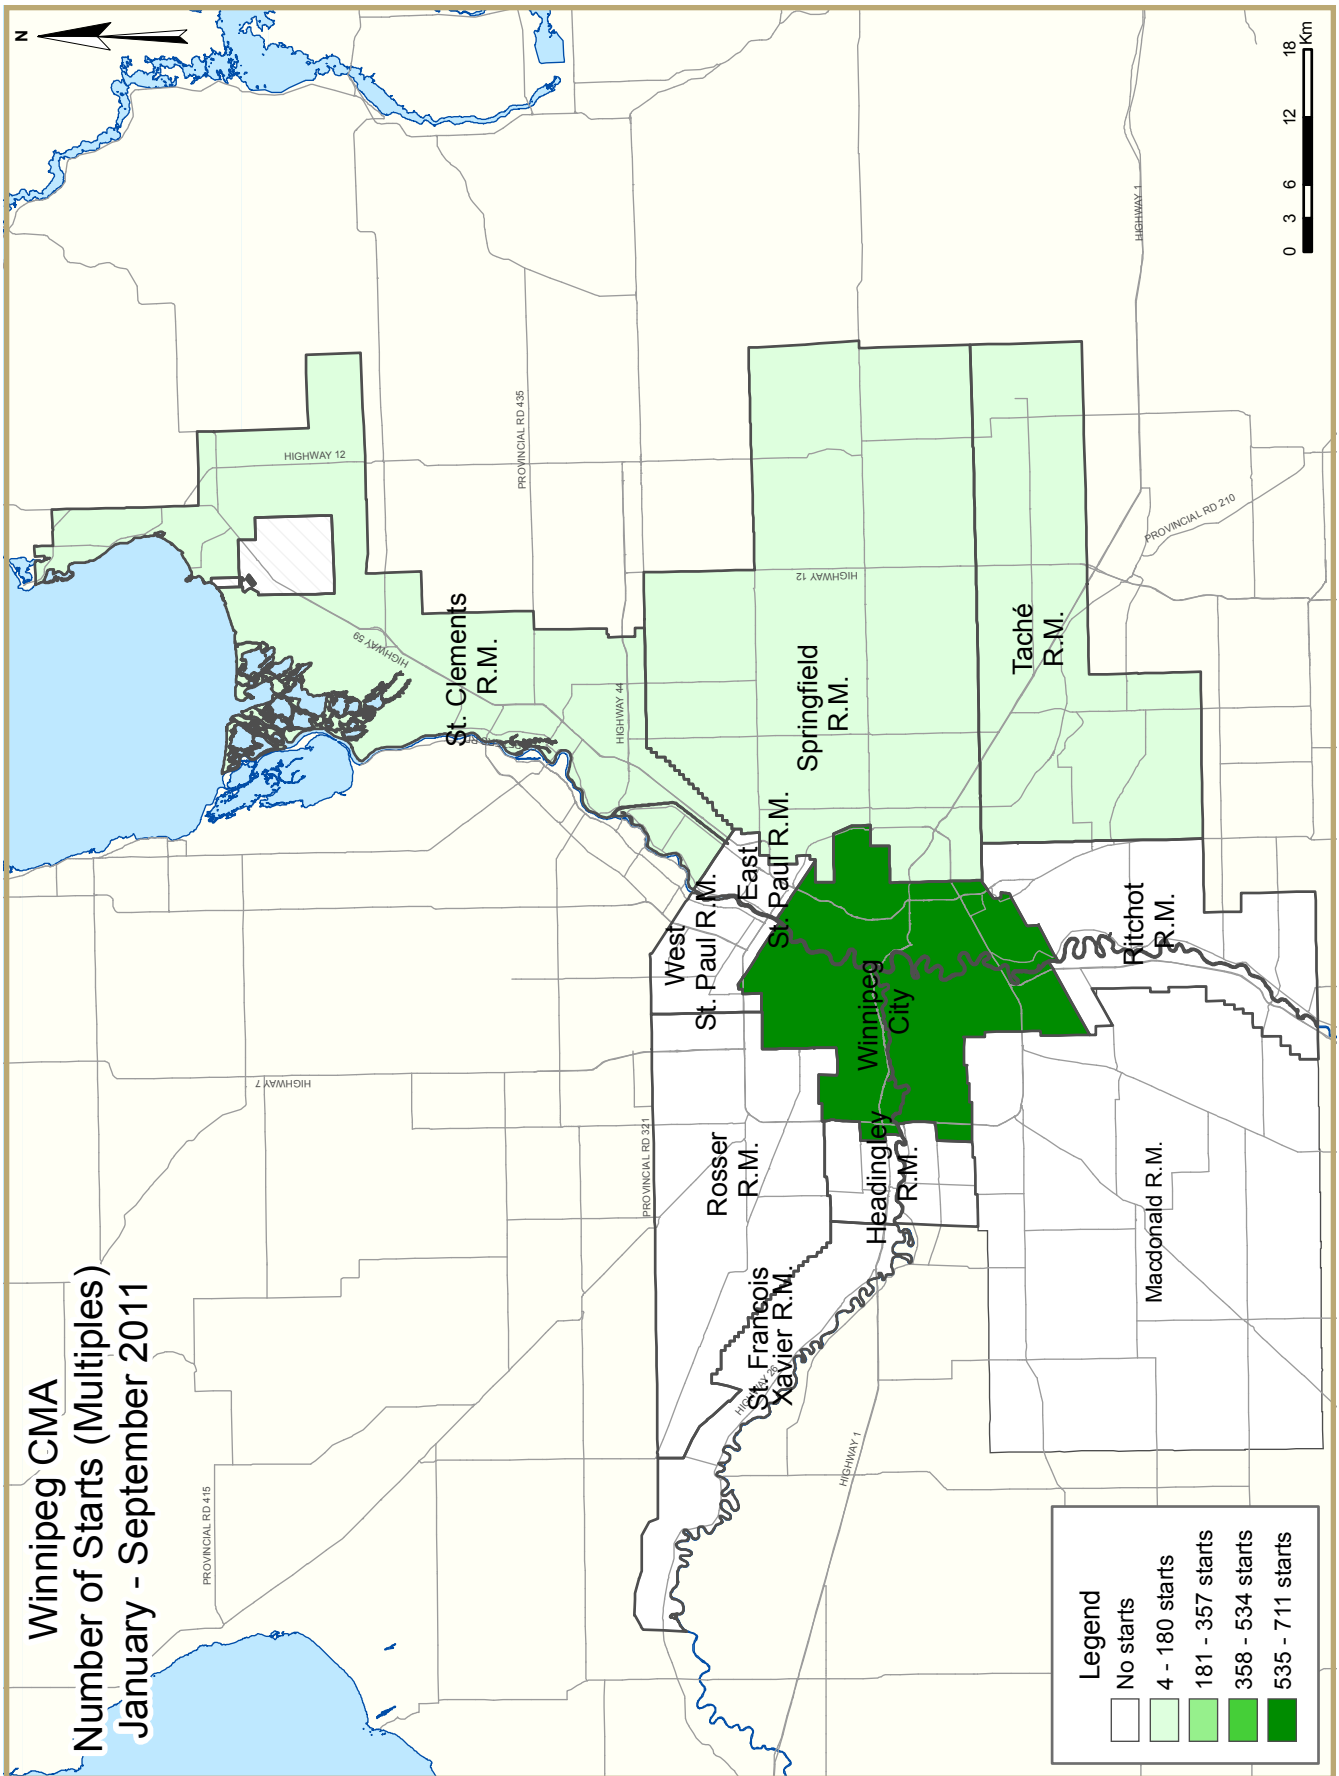 Winnipeg CMA
Number of Starts (Multiples)
January - September 2011
N
PROVINCIAL RD 415
HIGHWAY 7
PROVINCIAL RD 321
HIGHWAY 59
HIGHWAY 12
PROVINCIAL RD 435
HIGHWAY 44
St. Clements
R.M.
West
St. Paul R.M.
East
St. Paul R.M.
Rosser
R.M.
St. Francois
Xavier R.M.
HIGHWAY 26
HIGHWAY 1
Headingley
R.M.
Winnipeg
City
Springfield
R.M.
HIGHWAY 12
Taché
R.M.
Ritchot
R.M.
Macdonald R.M.
PROVINCIAL RD 210
HIGHWAY 1
Legend
No starts
4 - 180 starts
181 - 357 starts
358 - 534 starts
535 - 711 starts
0 3 6 12 18
Km